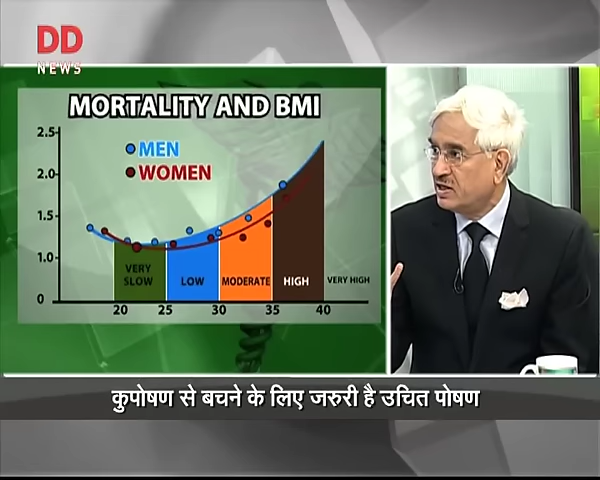 DD
NEWS
MORTALITY AND BMI
2.5
MEN
2.0
WOMEN
1.5
1.0
VERY
SLOW
LOW
MODERATE
HIGH
VERY HIGH
0
20 25 30 35 40
कुपोषण से बचने के लिए जरुरी है उचित पोषण